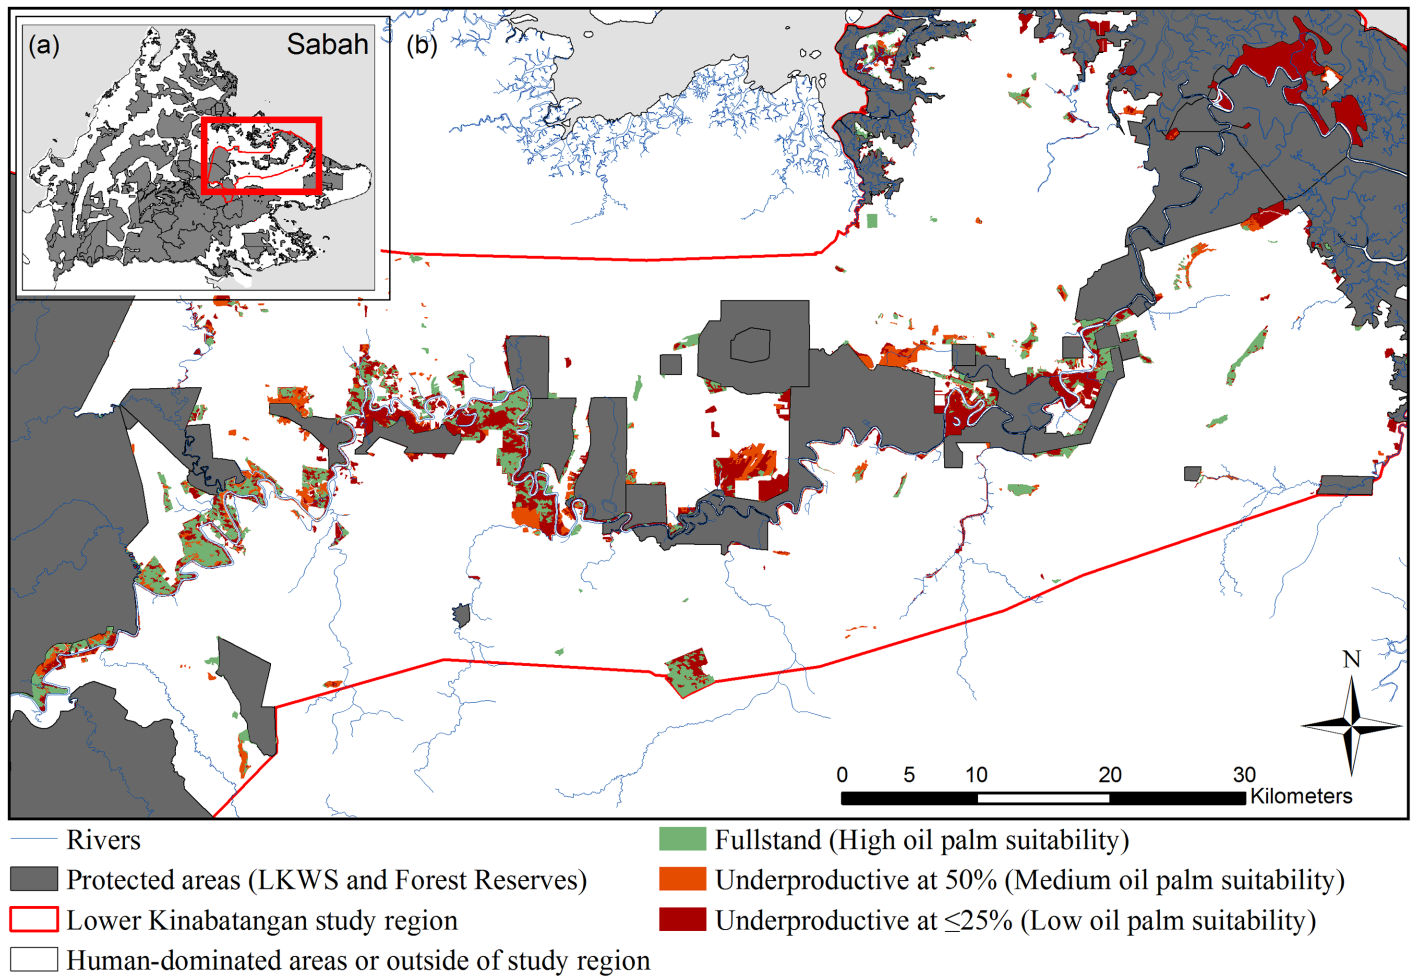 (a)
Sabah
(b)
N
0 5 10 20 30
Kilometers
Rivers
Protected areas (LKWS and Forest Reserves)
Lower Kinabatangan study region
Human-dominated areas or outside of study region
Fullstand (High oil palm suitability)
Underproductive at 50% (Medium oil palm suitability)
Underproductive at ≤25% (Low oil palm suitability)